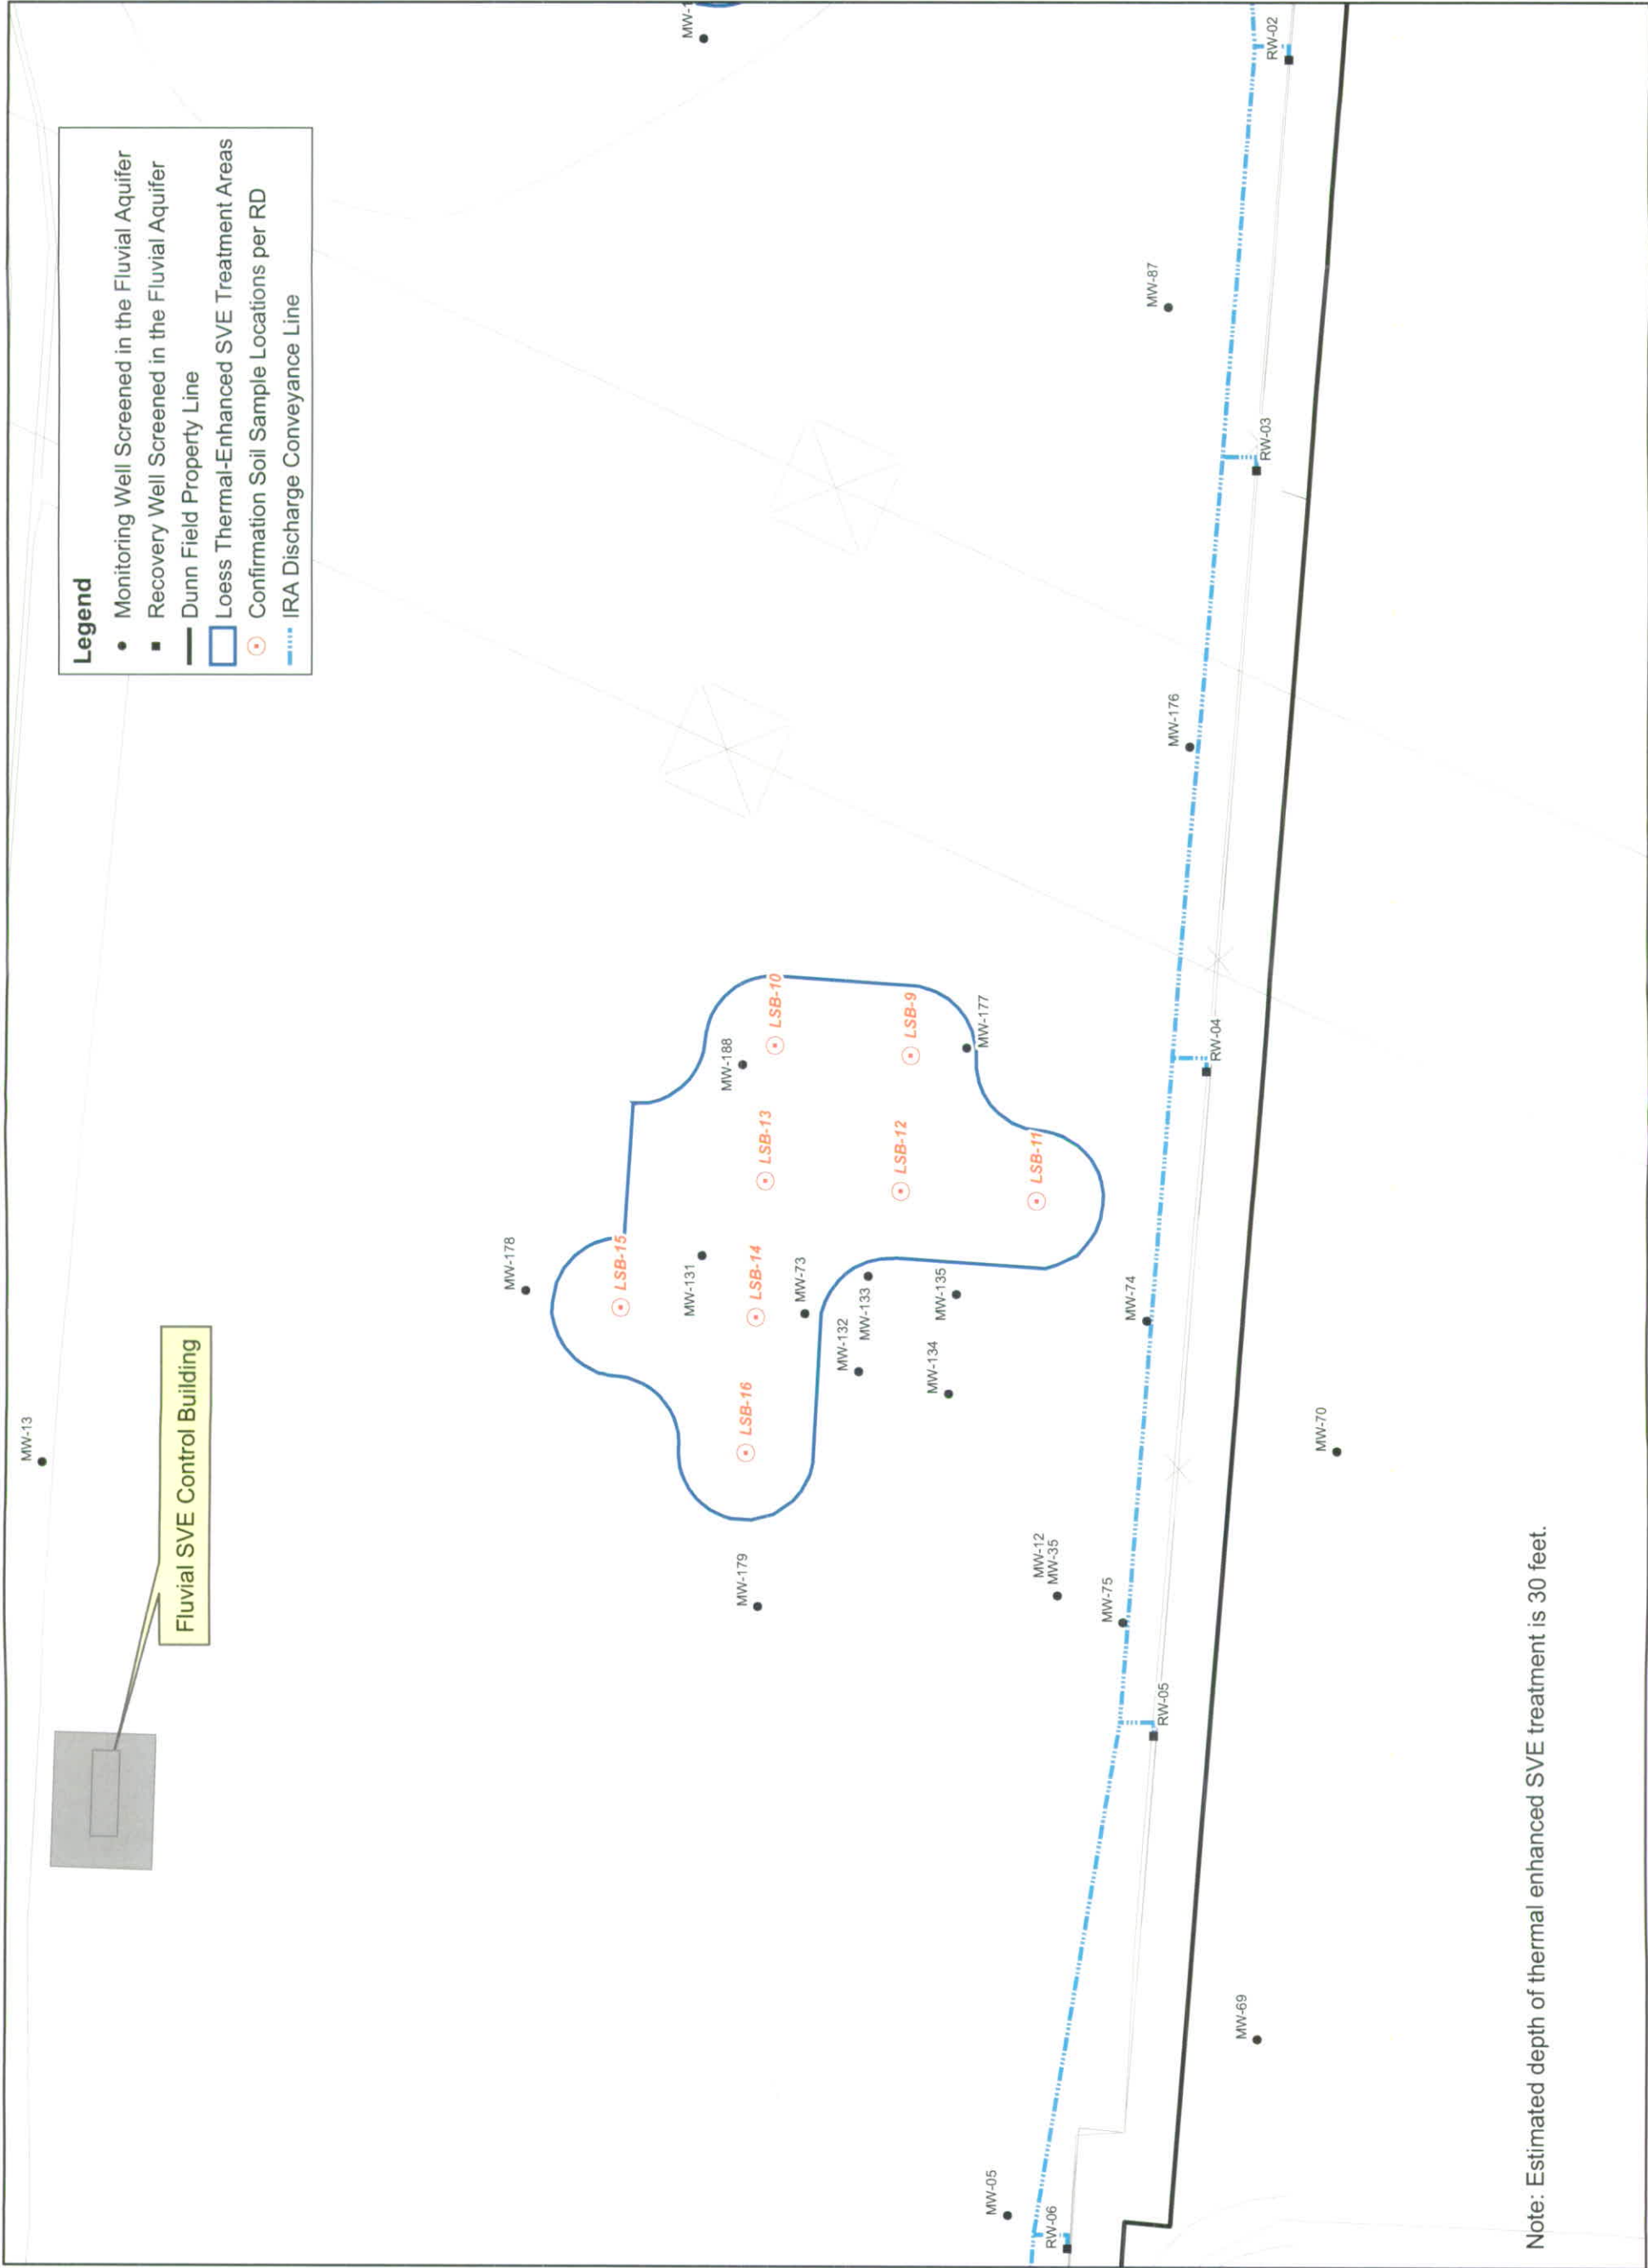 MW-13
Fluvial SVE Control Building
Legend
Monitoring Well Screened in the Fluvial Aquifer
Recovery Well Screened in the Fluvial Aquifer
Dunn Field Property Line
Loess Thermal-Enhanced SVE Treatment Areas
Confirmation Soil Sample Locations per RD
IRA Discharge Conveyance Line
MW-178
LSB-15
MW-131
MW-1
MW-179
LSB-16
LSB-14
LSB-13
MW-188
LSB-10
MW-73
MW-132
MW-133
LSB-12
LSB-9
MW-134
MW-135
MW-177
LSB-11
MW-05
MW-12
MW-35
RW-06
MW-75
MW-74
MW-176
MW-87
RW-05
RW-04
RW-03
RW-02
MW-69
MW-70
Note: Estimated depth of thermal enhanced SVE treatment is 30 feet.